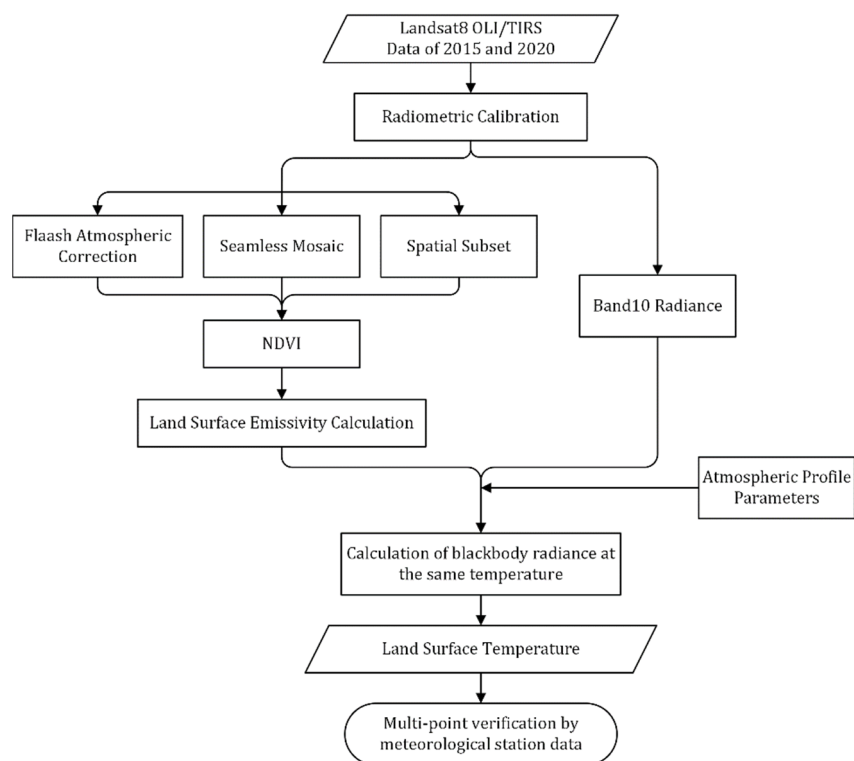 Landsat8 OLI/TIRS
Data of 2015 and 2020
Radiometric Calibration
Flaash Atmospheric
Correction
Seamless Mosaic
Spatial Subset
Band10 Radiance
NDVI
Land Surface Emissivity Calculation
Atmospheric Profile
Parameters
Calculation of blackbody radiance at
the same temperature
Land Surface Temperature
Multi-point verification by
meteorological station data